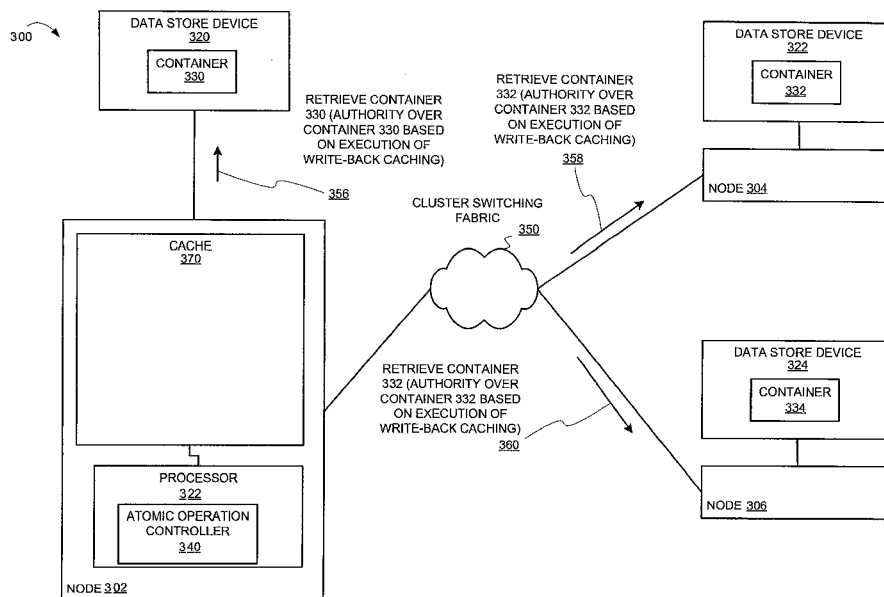 300
DATA STORE DEVICE
320
CONTAINER
330
RETRIEVE CONTAINER
330 (AUTHORITY OVER
CONTAINER 330 BASED
ON EXECUTION OF
WRITE-BACK CACHING)
356
RETRIEVE CONTAINER
332 (AUTHORITY OVER
CONTAINER 332 BASED
ON EXECUTION OF
WRITE-BACK CACHING)
358
DATA STORE DEVICE
322
CONTAINER
332
NODE 304
CLUSTER SWITCHING
FABRIC
350
CACHE
370
RETRIEVE CONTAINER
332 (AUTHORITY OVER
CONTAINER 332 BASED
ON EXECUTION OF
WRITE-BACK CACHING)
360
DATA STORE DEVICE
324
CONTAINER
334
NODE 306
PROCESSOR
322
ATOMIC OPERATION
CONTROLLER
340
NODE 302